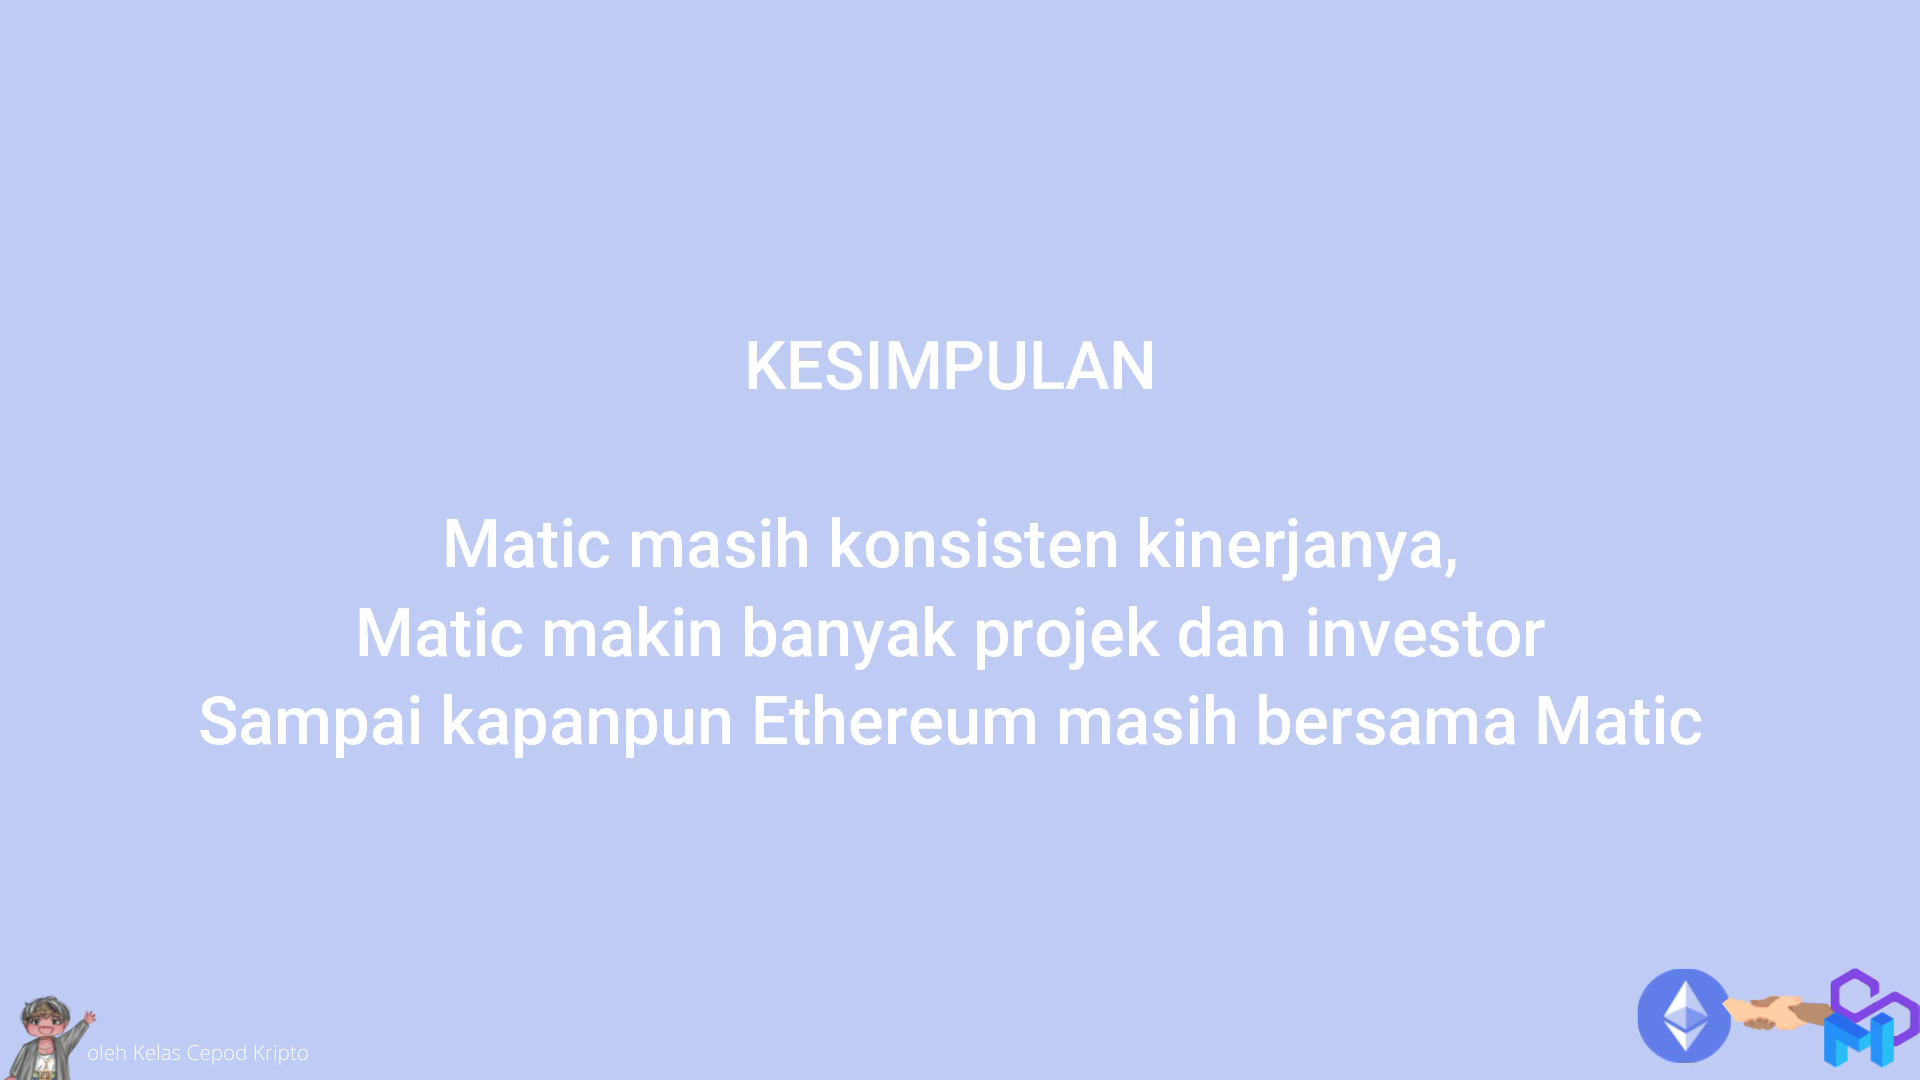 KESIMPULAN
Matic masih konsisten kinerjanya,
Matic makin banyak projek dan investor
Sampai kapanpun Ethereum masih bersama Matic
oleh Kelas Cepod Kripto